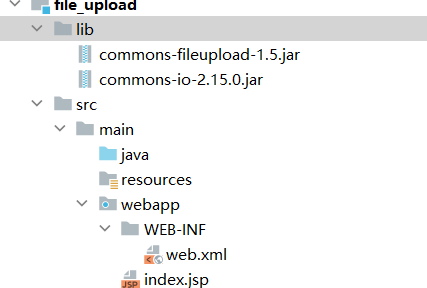 file_upload
lib
commons-fileupload-1.5.jar
commons-io-2.15.0.jar
src
main
java
resources
webapp
WEB-INF
web.xml
JSP index.jsp